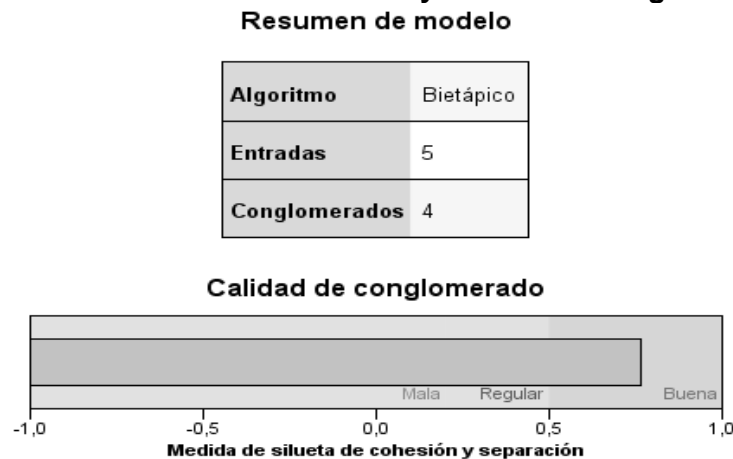 Resumen de modelo
Algoritmo Bietápico
Entradas 5
Conglomerados 4
Calidad de conglomerado
Mala Regular Buena
-1,0 -0,5 0,0 0,5 1,0
Medida de silueta de cohesión y separación